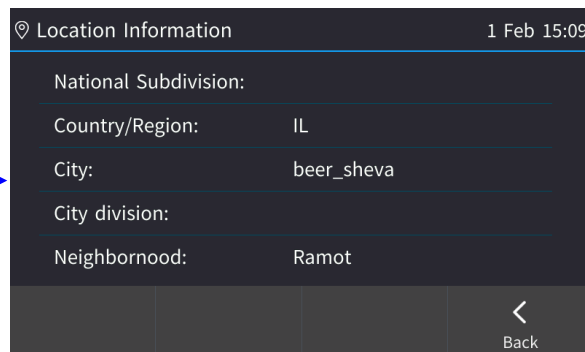 Location Information 1 Feb 15:09
National Subdivision:
Country/Region: IL
City: beer_sheva
City division:
Neighbornood: Ramot
Back